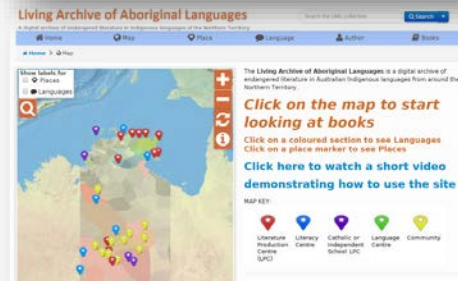 Living Archive of Aboriginal Languages
A digital archive of endangered literature in Indigenous languages of the Northern Territory
Search the LAAL collection
Search
Home Map Place Language Author Books
Home > Map
Show labels for
Places
Languages
The Living Archive of Aboriginal Languages is a digital archive of
endangered literature in Australian Indigenous languages from around the
Northern Territory.
Click on the map to start
looking at books
Click on a coloured section to see Languages
Click on a place marker to see Places
Click here to watch a short video
demonstrating how to use the site
MAP KEY:
Literature Production Centre (LPC)
Literacy Centre
Catholic or Independent School LPC
Language Centre
Community